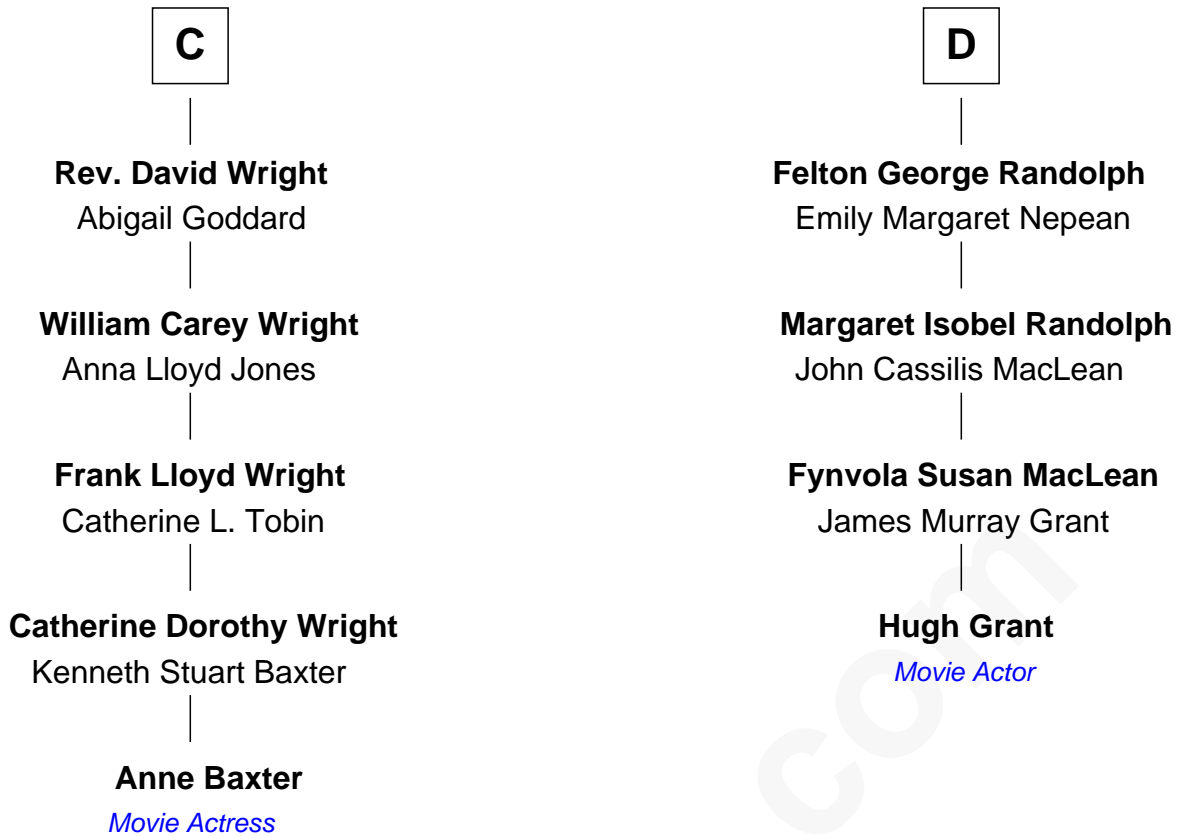 C
Rev. David Wright
Abigail Goddard
William Carey Wright
Anna Lloyd Jones
Frank Lloyd Wright
Catherine L. Tobin
Catherine Dorothy Wright
Kenneth Stuart Baxter
Anne Baxter
Movie Actress
D
Felton George Randolph
Emily Margaret Nepean
Margaret Isobel Randolph
John Cassilis MacLean
Fynvola Susan MacLean
James Murray Grant
Hugh Grant
Movie Actor
com